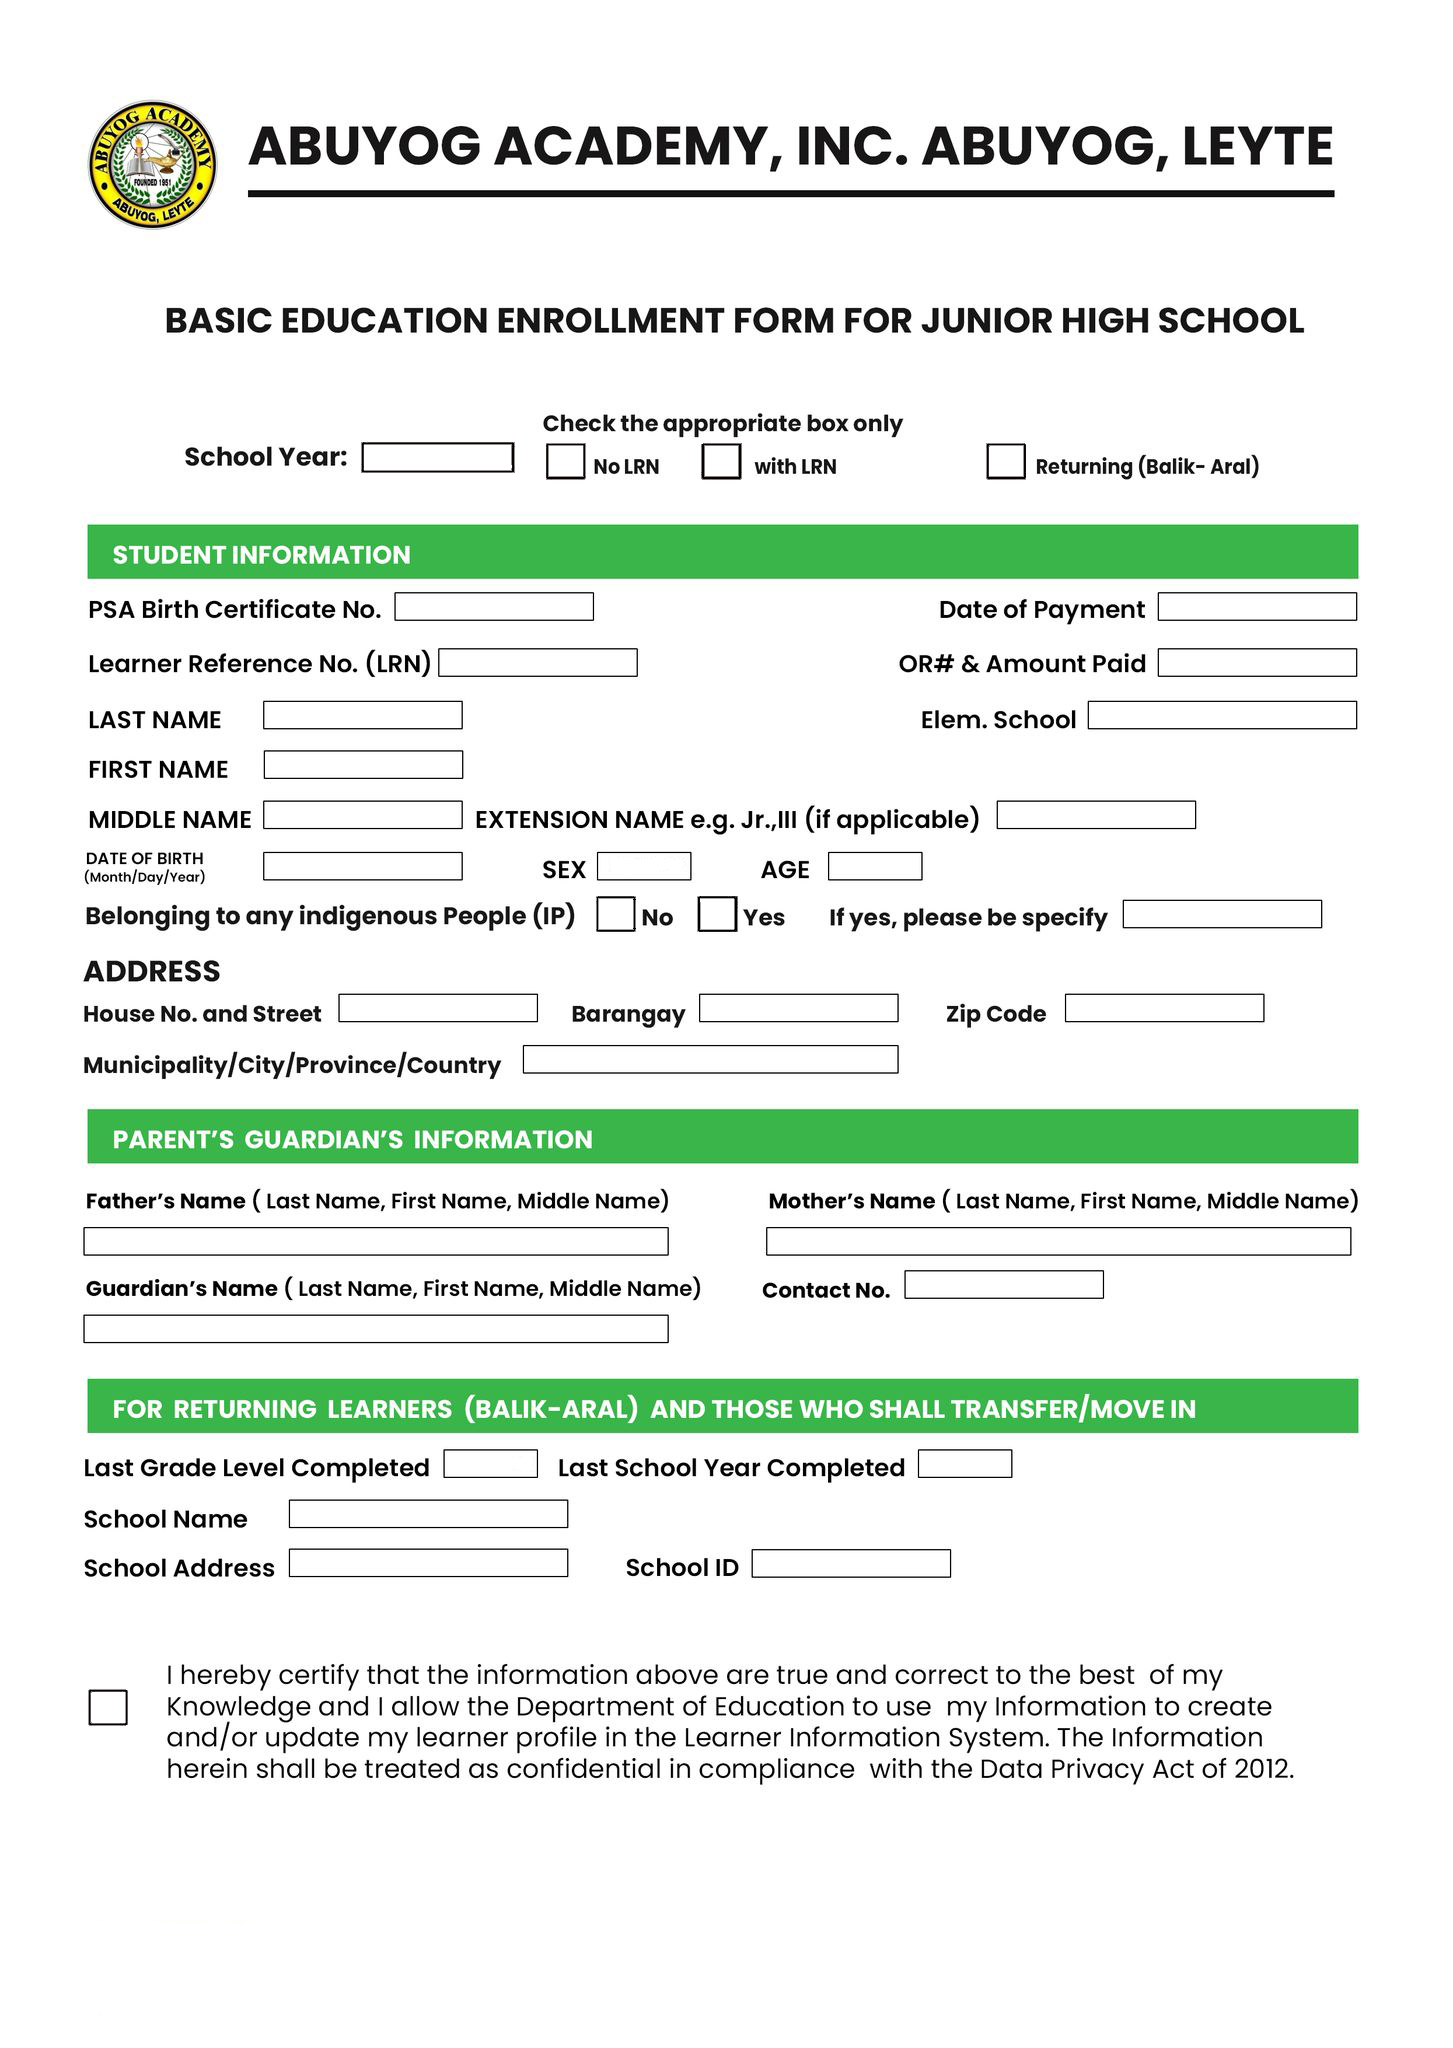 ABUYOG ACADEMY
FOUNDED 1951
ABUYOG, LEYTE
ABUYOG ACADEMY, INC. ABUYOG, LEYTE
BASIC EDUCATION ENROLLMENT FORM FOR JUNIOR HIGH SCHOOL
Check the appropriate box only
School Year: No LRN with LRN Returning (Balik- Aral)
STUDENT INFORMATION
PSA Birth Certificate No. Date of Payment
Learner Reference No. (LRN) OR# & Amount Paid
LAST NAME Elem. School
FIRST NAME
MIDDLE NAME EXTENSION NAME e.g. Jr.,III (if applicable)
DATE OF BIRTH SEX AGE
(Month/Day/Year)
Belonging to any indigenous People (IP) No Yes If yes, please be specify
ADDRESS
House No. and Street Barangay Zip Code
Municipality/City/Province/Country
PARENT’S GUARDIAN’S INFORMATION
Father’s Name ( Last Name, First Name, Middle Name) Mother’s Name ( Last Name, First Name, Middle Name)
Guardian’s Name ( Last Name, First Name, Middle Name) Contact No.
FOR RETURNING LEARNERS (BALIK-ARAL) AND THOSE WHO SHALL TRANSFER/MOVE IN
Last Grade Level Completed Last School Year Completed
School Name
School Address School ID
I hereby certify that the information above are true and correct to the best of my
Knowledge and I allow the Department of Education to use my Information to create
and/or update my learner profile in the Learner Information System. The Information
herein shall be treated as confidential in compliance with the Data Privacy Act of 2012.